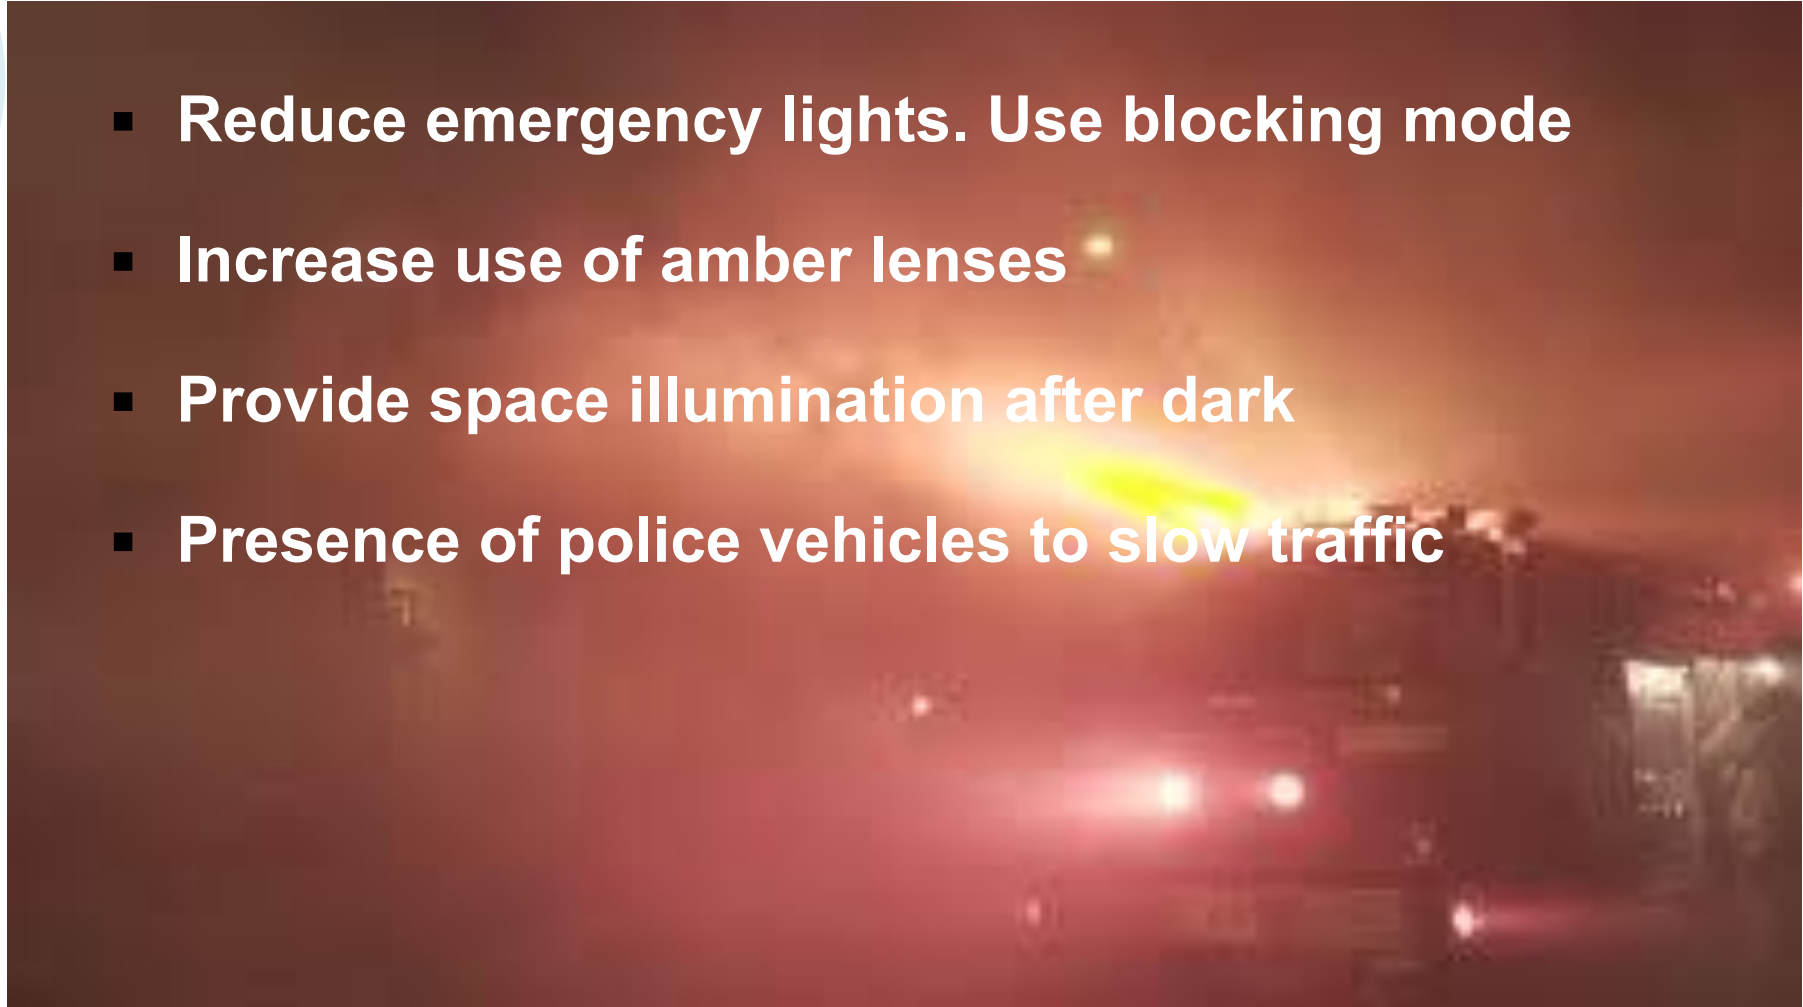 Reduce emergency lights. Use blocking mode
Increase use of amber lenses
Provide space illumination after dark
Presence of police vehicles to slow traffic